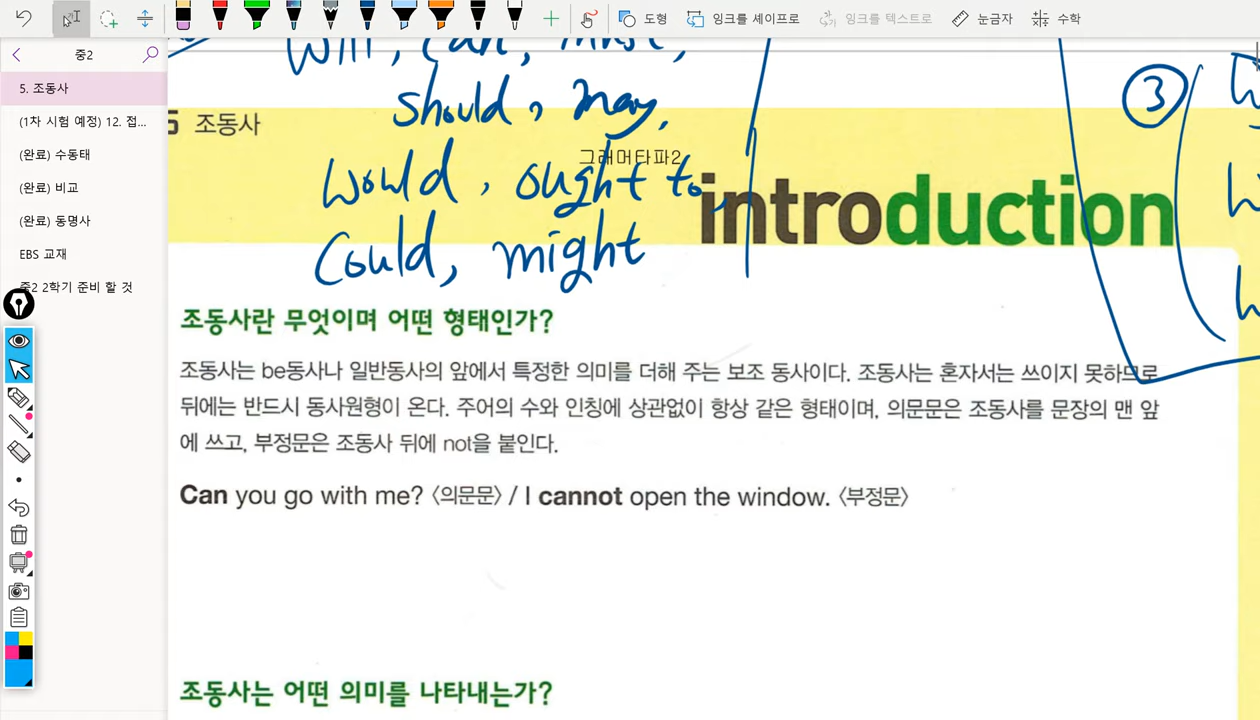 도형
잉크를 셰이프로
잉크를 텍스트로
눈금자
수학
중2
5. 조동사
(1차 시험 예정) 12. 접...
(완료) 수동태
(완료) 비교
(완료) 동명사
EBS 교재
중2 2학기 준비 할 것
will, can, must,
should, may,
would, ought to,
could, might
③
5 조동사
그래머타파2
introduction
조동사란 무엇이며 어떤 형태인가?
조동사는 be동사나 일반동사의 앞에서 특정한 의미를 더해 주는 보조 동사이다. 조동사는 혼자서는 쓰이지 못하므로
뒤에는 반드시 동사원형이 온다. 주어의 수와 인칭에 상관없이 항상 같은 형태이며, 의문문은 조동사를 문장의 맨 앞
에 쓰고, 부정문은 조동사 뒤에 not을 붙인다.
Can you go with me? 〈의문문〉 / I cannot open the window. 〈부정문〉
조동사는 어떤 의미를 나타내는가?